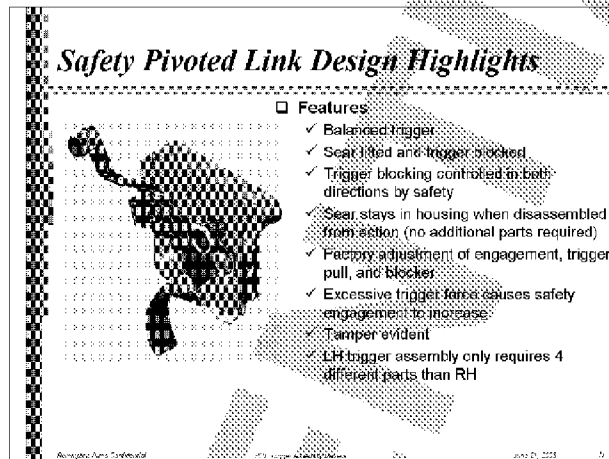 Safety Pivoted Link Design Highlights
Features
Balanced trigger
Sear lifted and trigger blocked
Trigger blocking controlled in both
directions by safety
Sear stays in housing when disassembled
from action (no additional parts required)
Factory adjustment of engagement, trigger
pull, and blocker
Excessive trigger force causes safety
engagement to increase
Tamper evident
LH trigger assembly only requires 4
different parts than RH
Confidential